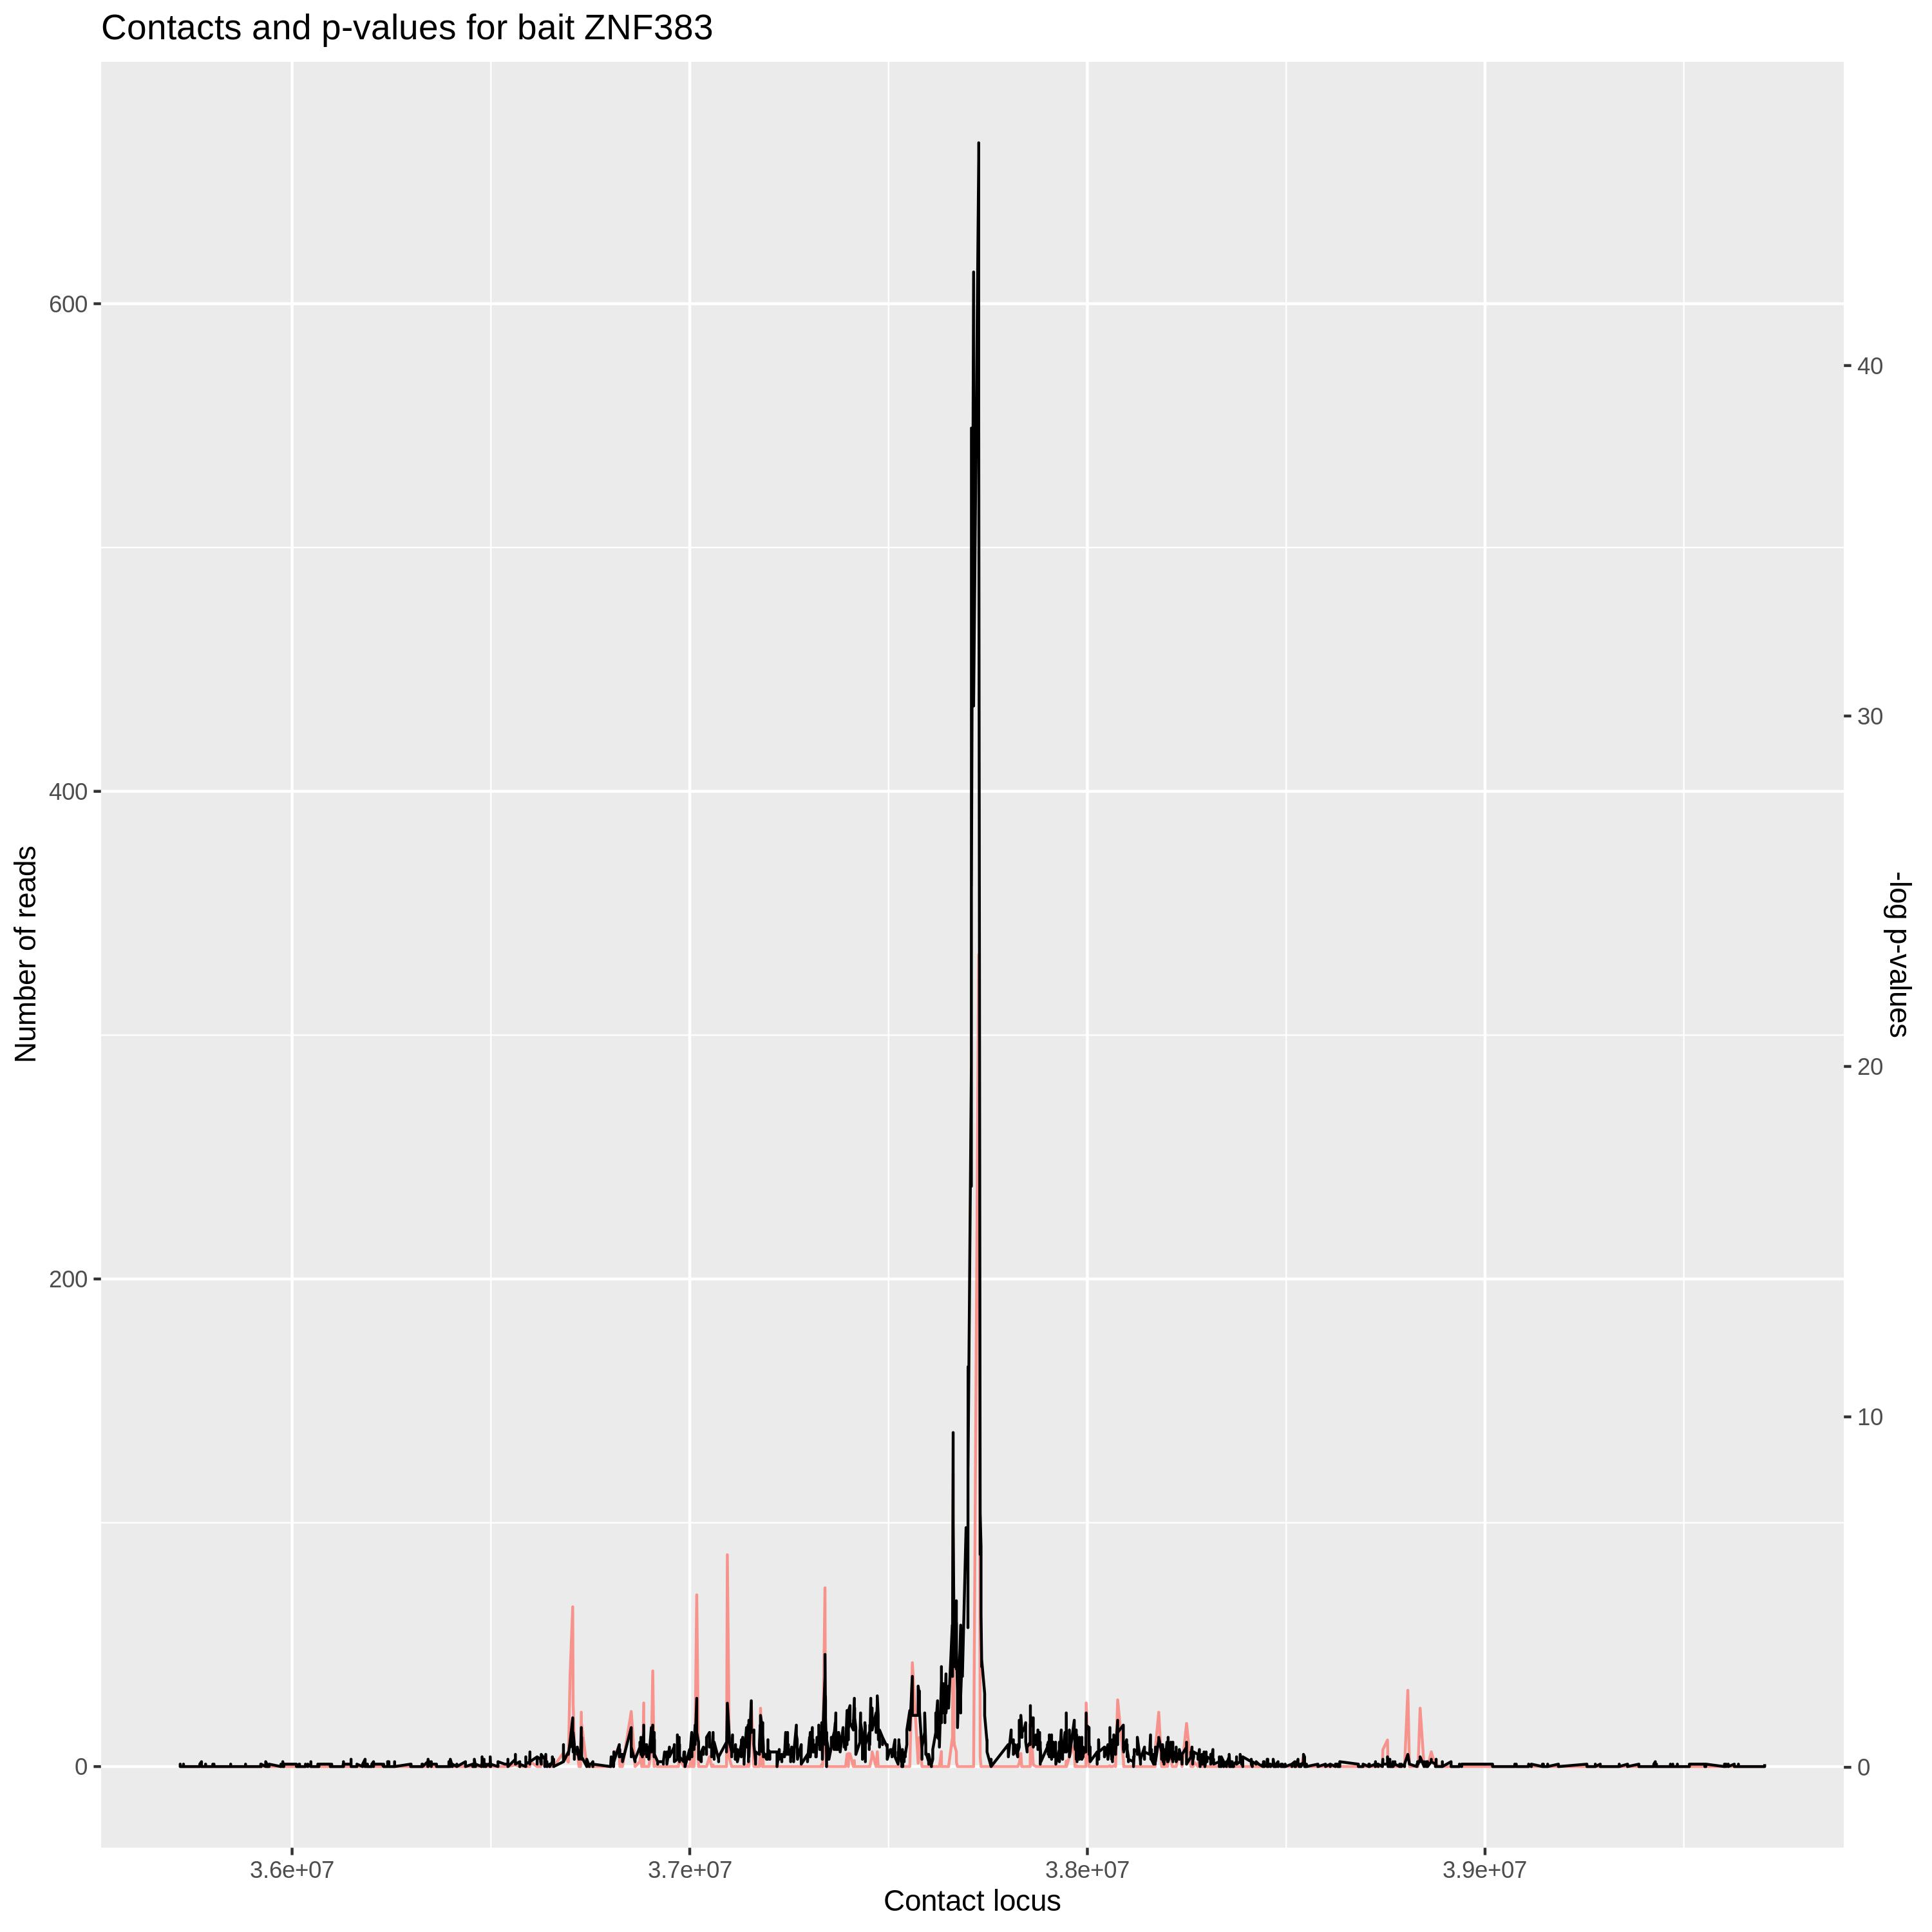 Contacts and p-values for bait ZNF383
600
400
200
0
Number of reads
40
30
20
10
0
-log p-values
3.6e+07
3.7e+07
3.8e+07
3.9e+07
Contact locus